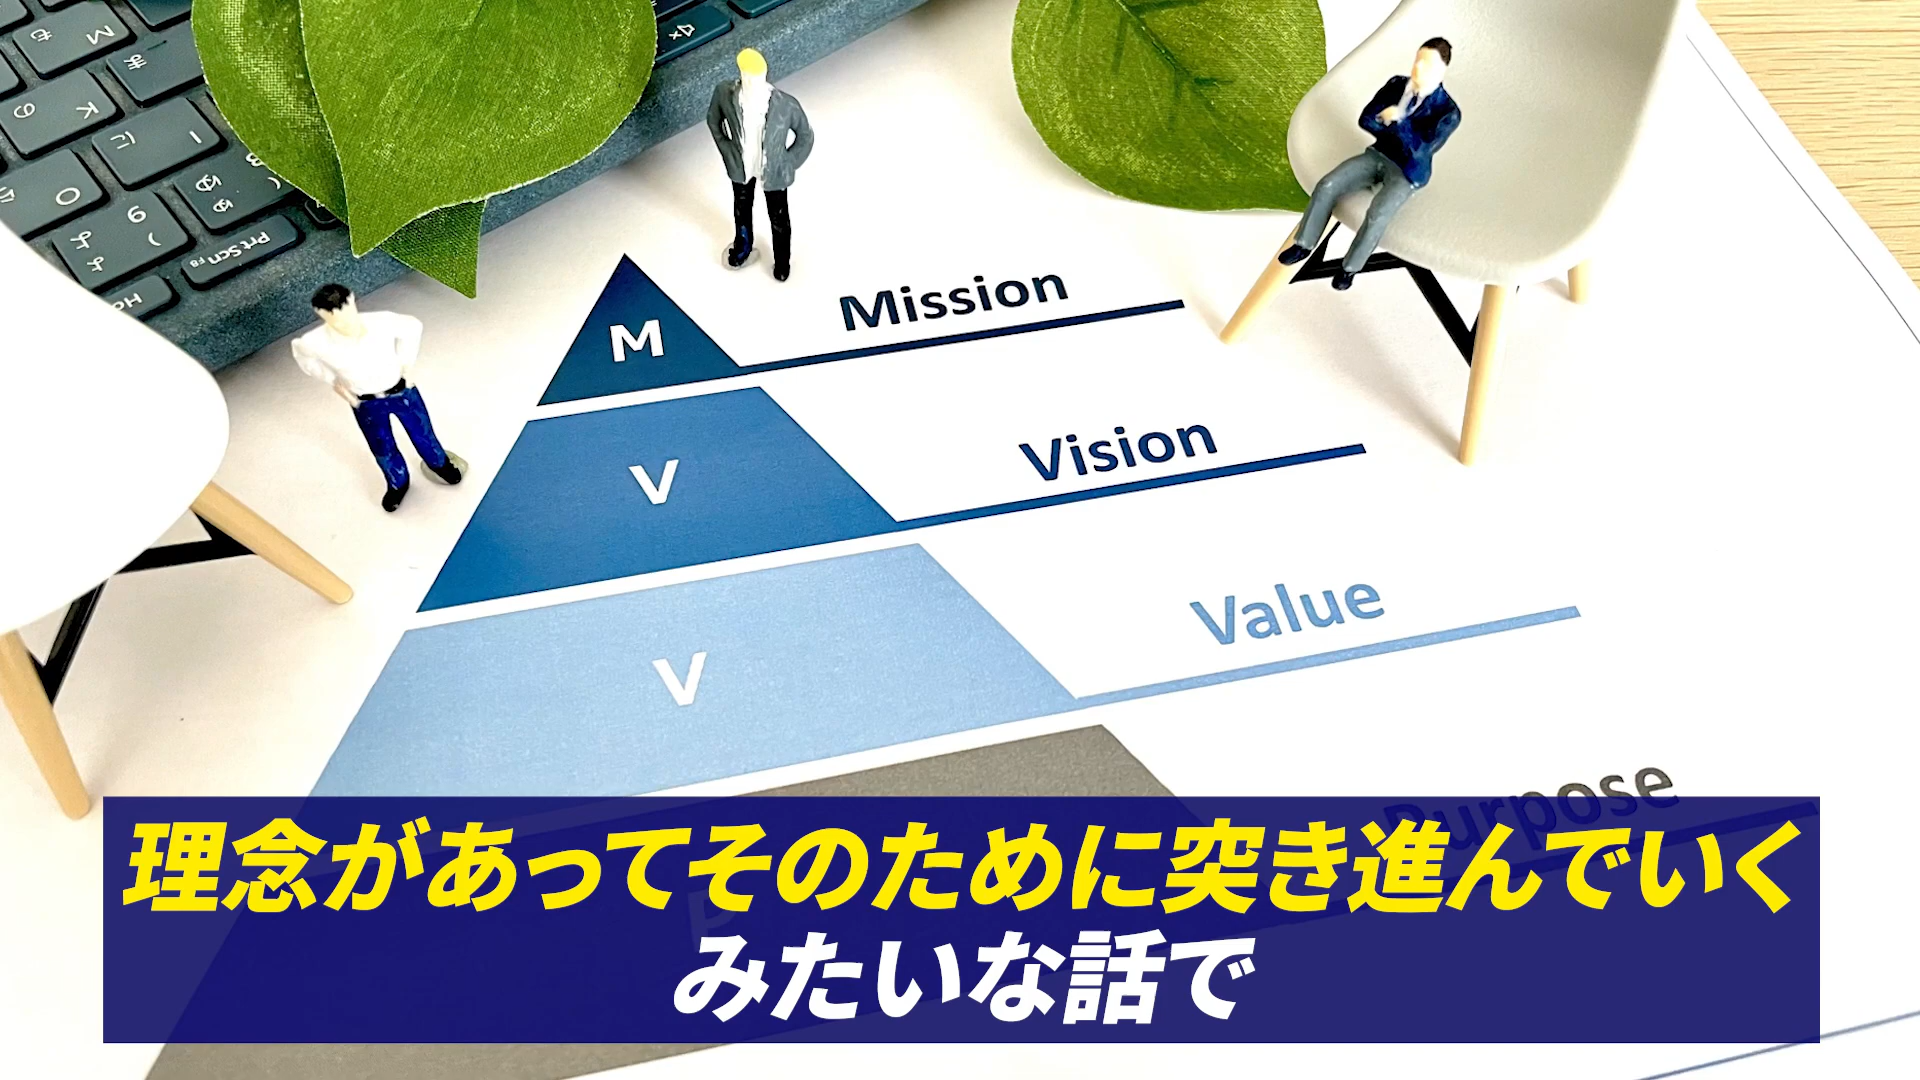 M Mission
V Vision
V Value
P Purpose
理念があってそのために突き進んでいく
みたいな話で
PrtScn